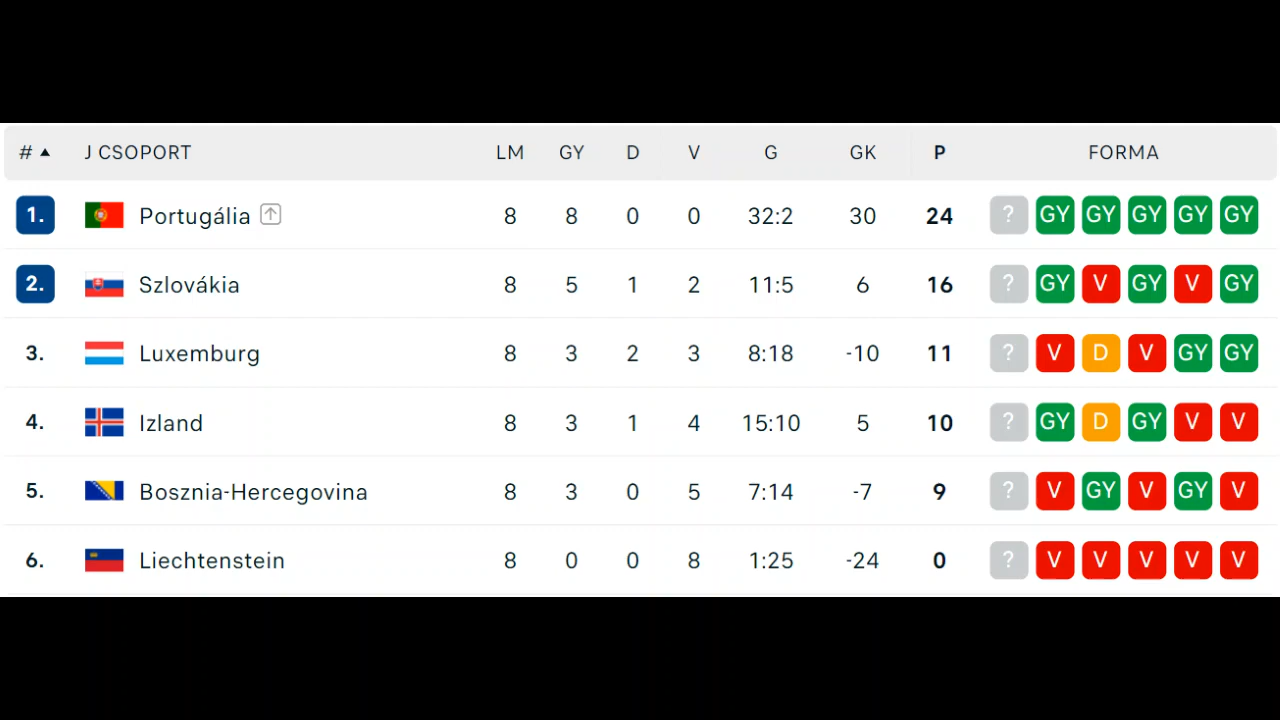 # ▲ J CSOPORT LM GY D V G GK P FORMA
1. Portugália 8 8 0 0 32:2 30 24 ? GY GY GY GY GY
2. Szlovákia 8 5 1 2 11:5 6 16 ? GY V GY V GY
3. Luxemburg 8 3 2 3 8:18 -10 11 ? V D V GY GY
4. Izland 8 3 1 4 15:10 5 10 ? GY D GY V V
5. Bosznia-Hercegovina 8 3 0 5 7:14 -7 9 ? V GY V GY V
6. Liechtenstein 8 0 0 8 1:25 -24 0 ? V V V V V